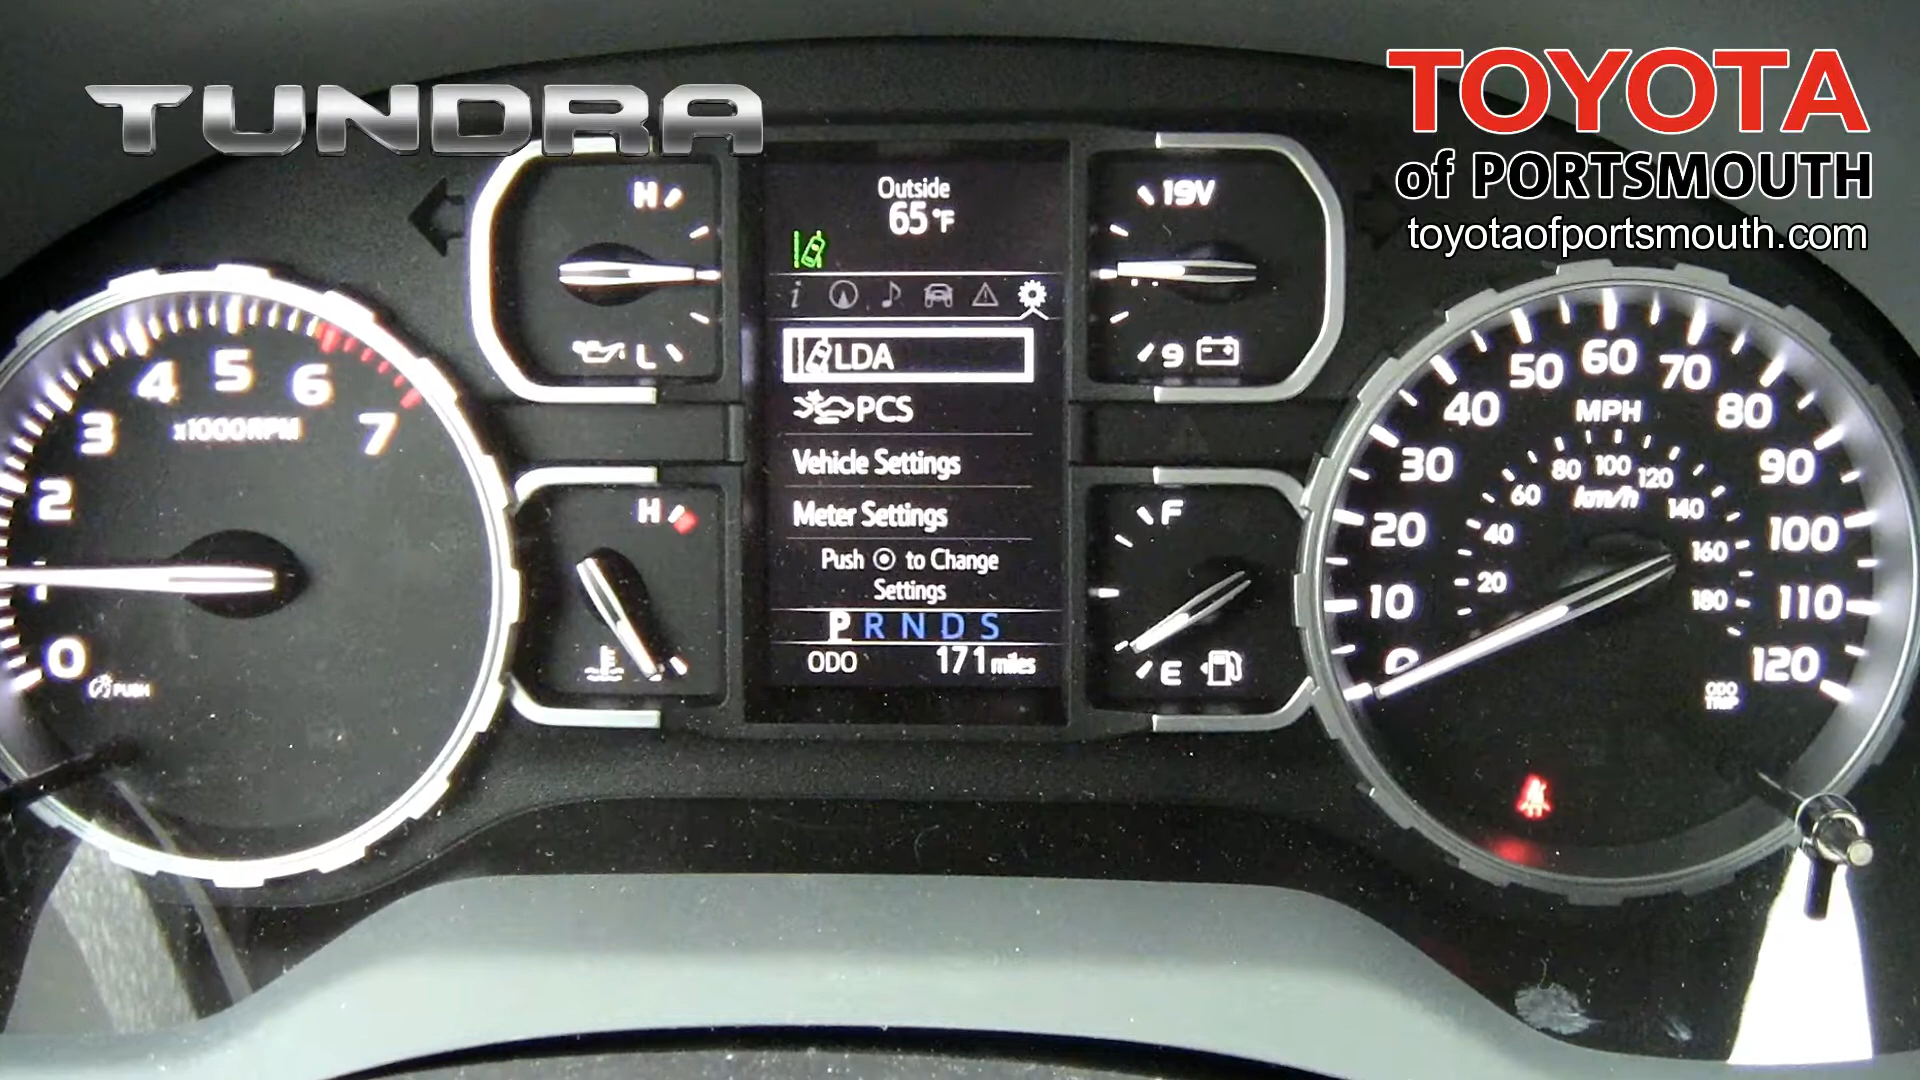 TUNDRA
TOYOTA
of PORTSMOUTH
toyotaofportsmouth.com
Outside
65°F
LDA
PCS
Vehicle Settings
Meter Settings
Push to Change
Settings
P R N D S
ODO 171 miles
H
L
19V
9
H
F
E
0
1
2
3
4
5
6
7
x1000RPM
PUSH
0
10
20
30
40
50
60
70
80
90
100
110
120
MPH
20
40
60
80
100
120
140
160
180
km/h
ODO
TRIP